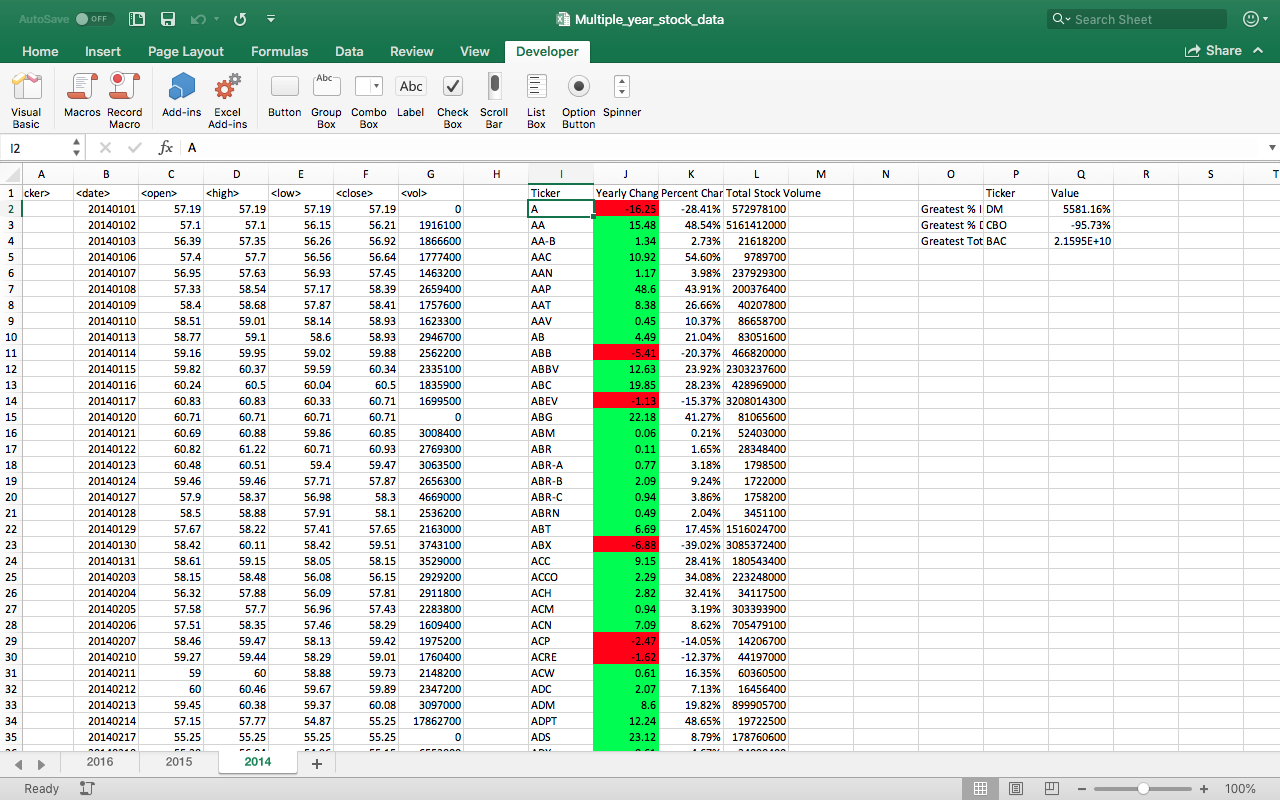 AutoSave OFF Multiple_year_stock_data Search Sheet
Home Insert Page Layout Formulas Data Review View Developer Share
Visual Basic Macros Record Macro Add-ins Excel Add-ins Button Group Box Combo Box Label Check Box Scroll Bar List Box Option Button Spinner
Abc Abc
I2 fx A
A B C D E F G H I J K L M N O P Q R S T
1 cker> <date> <open> <high> <low> <close> <vol> Ticker Yearly Chang Percent Char Total Stock Volume Ticker Value
2 20140101 57.19 57.19 57.19 57.19 0 A -16.25 -28.41% 572978100 Greatest % I DM 5581.16%
3 20140102 57.1 57.1 56.15 56.21 1916100 AA 15.48 48.54% 5161412000 Greatest % D CBO -95.73%
4 20140103 56.39 57.35 56.26 56.92 1866600 AA-B 1.34 2.73% 21618200 Greatest Tot BAC 2.1595E+10
5 20140106 57.4 57.7 56.56 56.64 1777400 AAC 10.92 54.60% 9789700
6 20140107 56.95 57.63 56.93 57.45 1463200 AAN 1.17 3.98% 237929300
7 20140108 57.33 58.54 57.17 58.39 2659400 AAP 48.6 43.91% 200376400
8 20140109 58.4 58.68 57.87 58.41 1757600 AAT 8.38 26.66% 40207800
9 20140110 58.51 59.01 58.14 58.93 1623300 AAV 0.45 10.37% 86658700
10 20140113 58.77 59.1 58.6 58.93 2946700 AB 4.49 21.04% 83051600
11 20140114 59.16 59.95 59.02 59.88 2562200 ABB -5.41 -20.37% 466820000
12 20140115 59.82 60.37 59.59 60.34 2335100 ABBV 12.63 23.92% 2303237600
13 20140116 60.24 60.5 60.04 60.5 1835900 ABC 19.85 28.23% 428969000
14 20140117 60.83 60.83 60.33 60.71 1699500 ABEV -1.13 -15.37% 3208014300
15 20140120 60.71 60.71 60.71 60.71 0 ABG 22.18 41.27% 81065600
16 20140121 60.69 60.88 59.86 60.85 3008400 ABM 0.06 0.21% 52403000
17 20140122 60.82 61.22 60.71 60.93 2769300 ABR 0.11 1.65% 28348400
18 20140123 60.48 60.51 59.4 59.47 3063500 ABR-A 0.77 3.18% 1798500
19 20140124 59.46 59.46 57.71 57.87 2656300 ABR-B 2.09 9.24% 1722000
20 20140127 57.9 58.37 56.98 58.3 4669000 ABR-C 0.94 3.86% 1758200
21 20140128 58.5 58.88 57.91 58.1 2536200 ABRN 0.49 2.04% 3451100
22 20140129 57.67 58.22 57.41 57.65 2163000 ABT 6.69 17.45% 1516024700
23 20140130 58.42 60.11 58.42 59.51 3743100 ABX -6.88 -39.02% 3085372400
24 20140131 58.61 59.15 58.05 58.15 3529000 ACC 9.15 28.41% 180543400
25 20140203 58.15 58.48 56.08 56.15 2929200 ACCO 2.29 34.08% 223248000
26 20140204 56.32 57.88 56.09 57.81 2911800 ACH 2.82 32.41% 34117500
27 20140205 57.58 57.7 56.96 57.43 2283800 ACM 0.94 3.19% 303393900
28 20140206 57.51 58.35 57.46 58.29 1609400 ACN 7.09 8.62% 705479100
29 20140207 58.46 59.47 58.13 59.42 1975200 ACP -2.47 -14.05% 14206700
30 20140210 59.27 59.44 58.29 59.01 1760400 ACRE -1.62 -12.37% 44197000
31 20140211 59 60 58.88 59.73 2148200 ACW 0.61 16.35% 60360500
32 20140212 60 60.46 59.67 59.89 2347200 ADC 2.07 7.13% 16456400
33 20140213 59.45 60.38 59.37 60.08 3097000 ADM 8.6 19.82% 899905700
34 20140214 57.15 57.77 54.87 55.25 17862700 ADPT 12.24 48.65% 19722500
35 20140217 55.25 55.25 55.25 55.25 0 ADS 23.12 8.79% 178760600
2016 2015 2014 +
Ready 100%